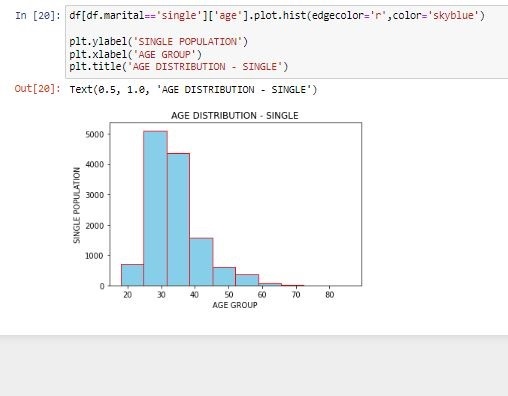 In [20]: df[df.marital=='single']['age'].plot.hist(edgecolor='r',color='skyblue')
plt.ylabel('SINGLE POPULATION')
plt.xlabel('AGE GROUP')
plt.title('AGE DISTRIBUTION - SINGLE')
Out[20]: Text(0.5, 1.0, 'AGE DISTRIBUTION - SINGLE')
AGE DISTRIBUTION - SINGLE
SINGLE POPULATION
5000
4000
3000
2000
1000
0
20 30 40 50 60 70 80
AGE GROUP